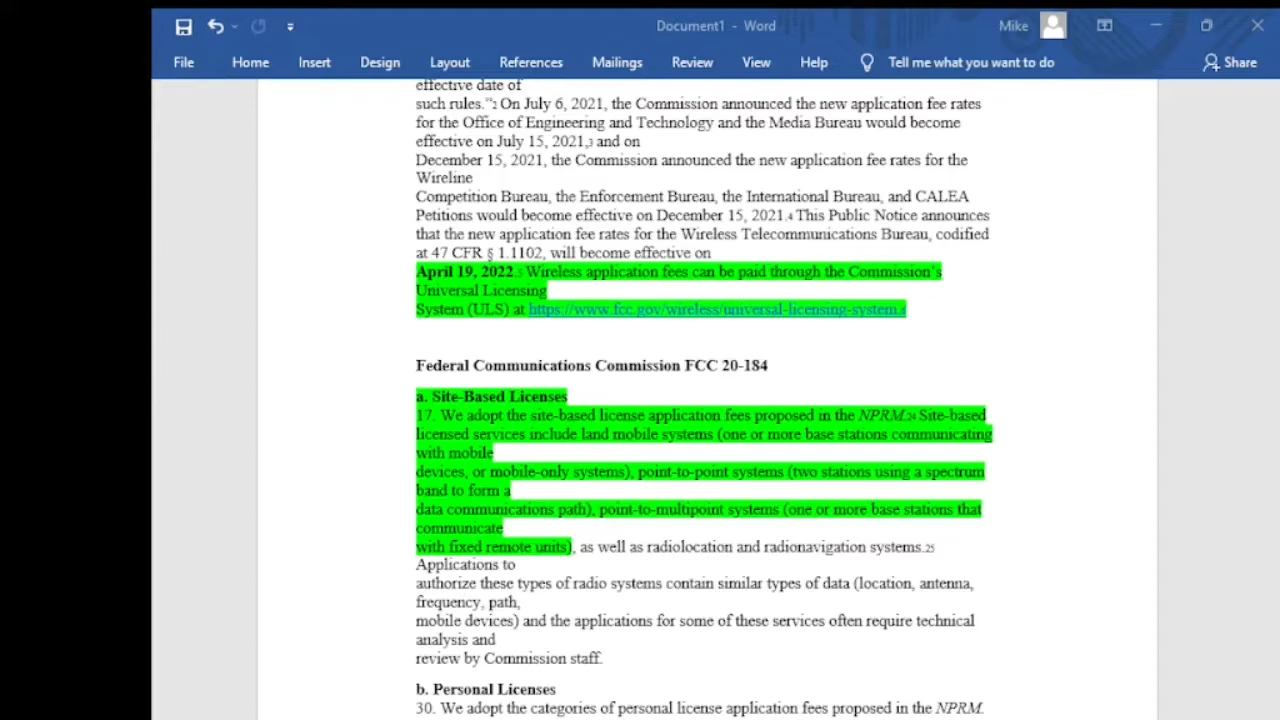 Document1 - Word
Mike
File Home Insert Design Layout References Mailings Review View Help Tell me what you want to do Share
effective date of
such rules."2 On July 6, 2021, the Commission announced the new application fee rates
for the Office of Engineering and Technology and the Media Bureau would become
effective on July 15, 2021,3 and on
December 15, 2021, the Commission announced the new application fee rates for the
Wireline
Competition Bureau, the Enforcement Bureau, the International Bureau, and CALEA
Petitions would become effective on December 15, 2021.4 This Public Notice announces
that the new application fee rates for the Wireless Telecommunications Bureau, codified
at 47 CFR § 1.1102, will become effective on
April 19, 2022.5 Wireless application fees can be paid through the Commission's
Universal Licensing
System (ULS) at https://www.fcc.gov/wireless/universal-licensing-system.6
Federal Communications Commission FCC 20-184
a. Site-Based Licenses
17. We adopt the site-based license application fees proposed in the NPRM.24 Site-based
licensed services include land mobile systems (one or more base stations communicating
with mobile
devices, or mobile-only systems), point-to-point systems (two stations using a spectrum
band to form a
data communications path), point-to-multipoint systems (one or more base stations that
communicate
with fixed remote units), as well as radiolocation and radionavigation systems.25
Applications to
authorize these types of radio systems contain similar types of data (location, antenna,
frequency, path,
mobile devices) and the applications for some of these services often require technical
analysis and
review by Commission staff.
b. Personal Licenses
30. We adopt the categories of personal license application fees proposed in the NPRM.